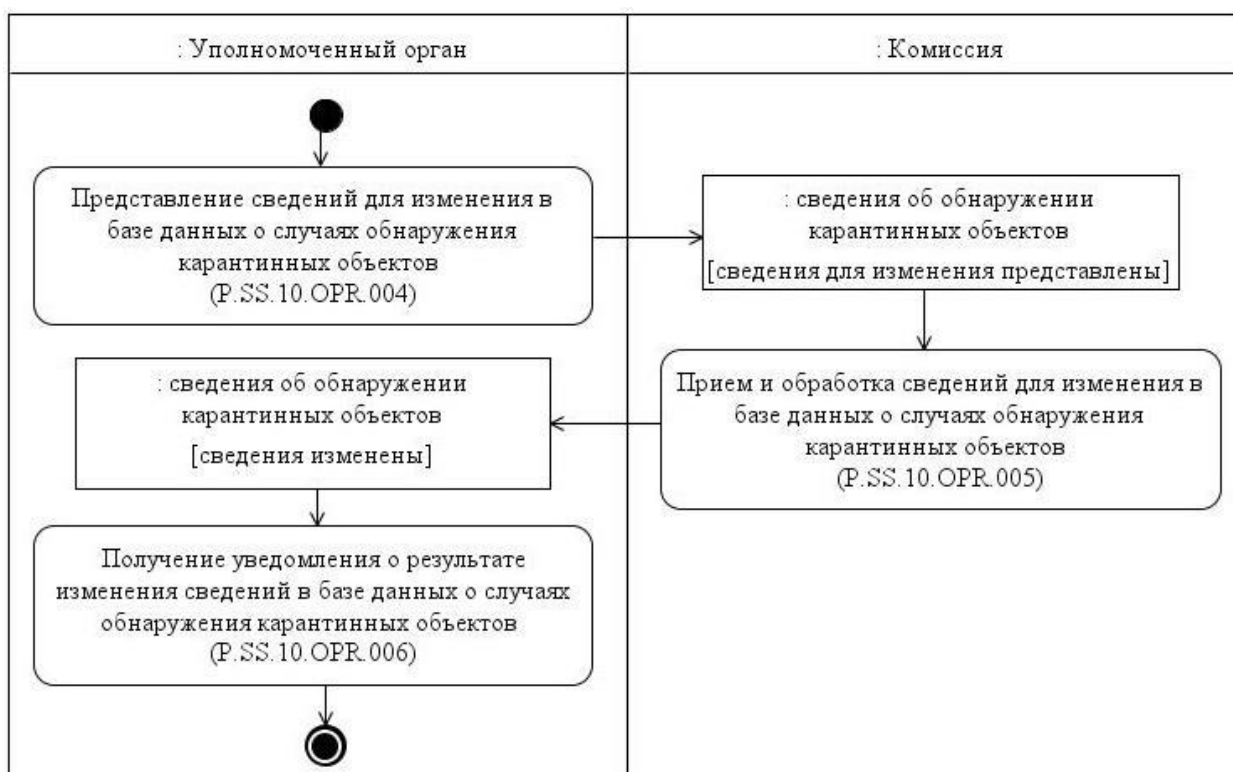 : Уполномоченный орган
: Комиссия
Представление сведений для изменения в
базе данных о случаях обнаружения
карантинных объектов
(P.SS.10.OPR.004)
: сведения об обнаружении
карантинных объектов
[сведения для изменения представлены]
Прием и обработка сведений для изменения в
базе данных о случаях обнаружения
карантинных объектов
(P.SS.10.OPR.005)
: сведения об обнаружении
карантинных объектов
[сведения изменены]
Получение уведомления о результате
изменения сведений в базе данных о случаях
обнаружения карантинных объектов
(P.SS.10.OPR.006)